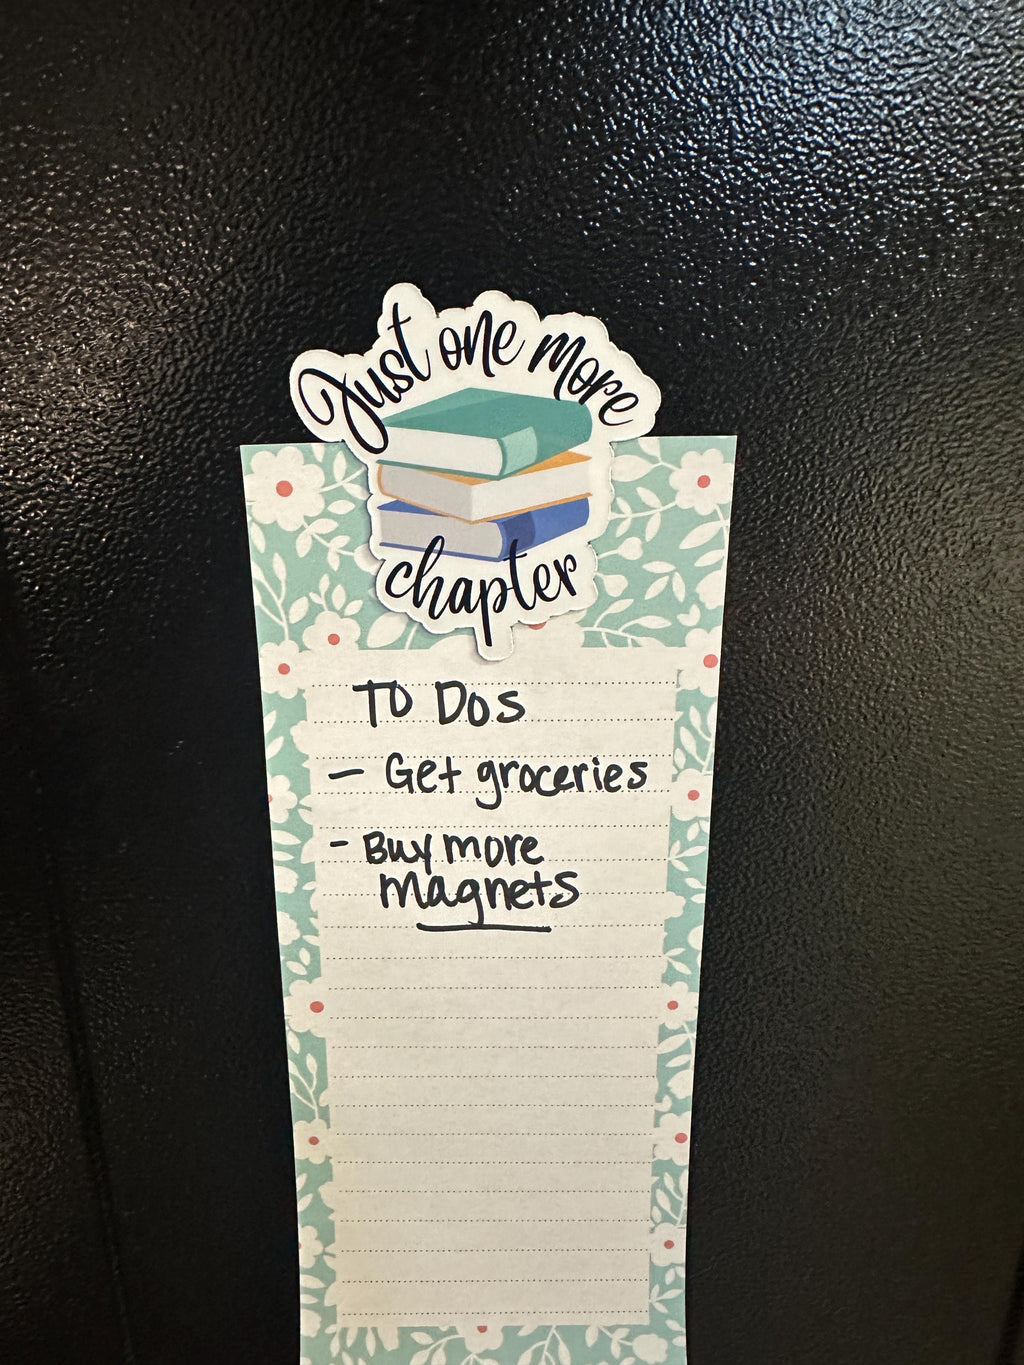 Just one more
chapter
TO DOS
- Get groceries
- Buy more
magnets